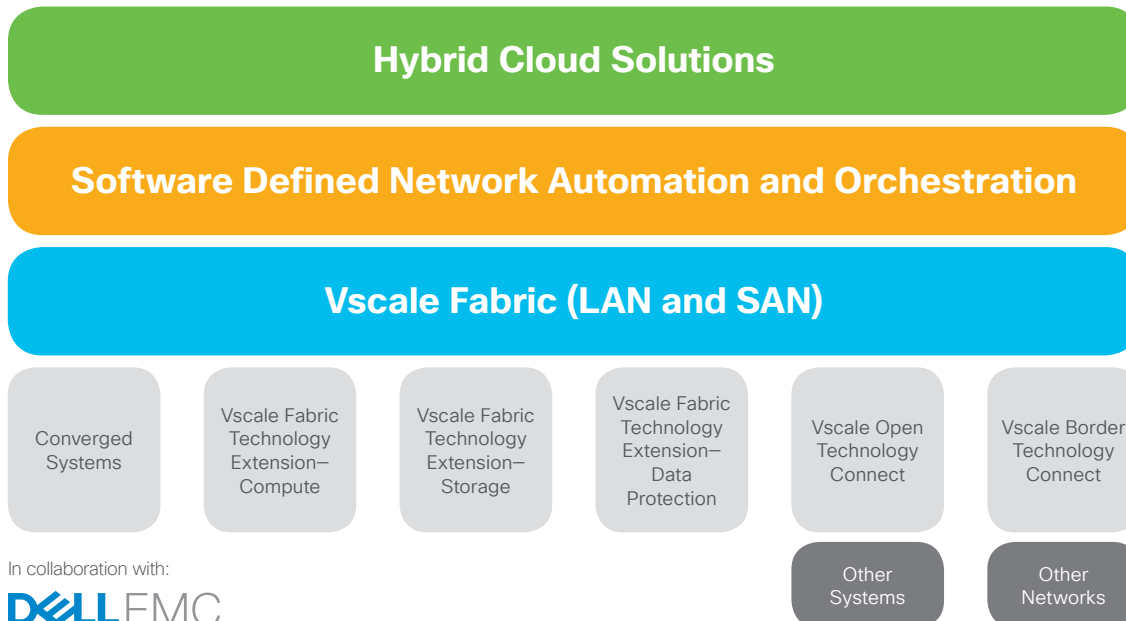 Hybrid Cloud Solutions
Software Defined Network Automation and Orchestration
Vscale Fabric (LAN and SAN)
Converged
Systems
Vscale Fabric
Technology
Extension—
Compute
Vscale Fabric
Technology
Extension—
Storage
Vscale Fabric
Technology
Extension—
Data
Protection
Vscale Open
Technology
Connect
Vscale Border
Technology
Connect
Other
Systems
Other
Networks
In collaboration with:
DELL EMC